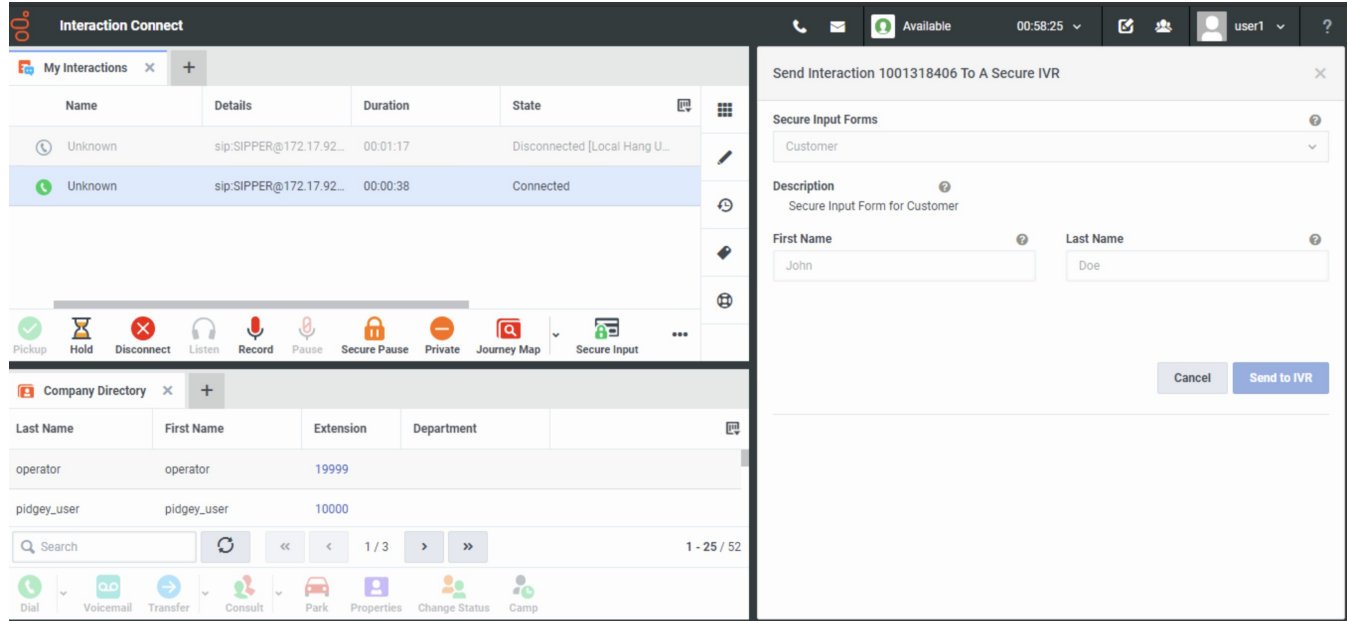 Interaction Connect
Available 00:58:25 user1 ?
My Interactions × +
Name Details Duration State
Unknown sip:SIPPER@172.17.92... 00:01:17 Disconnected [Local Hang U...
Unknown sip:SIPPER@172.17.92... 00:00:38 Connected
Pickup Hold Disconnect Listen Record Pause Secure Pause Private Journey Map Secure Input
Company Directory × +
Last Name First Name Extension Department
operator operator 19999
pidgey_user pidgey_user 10000
Search « ‹ 1 / 3 › » 1 - 25 / 52
Dial Voicemail Transfer Consult Park Properties Change Status Camp
Send Interaction 1001318406 To A Secure IVR ×
Secure Input Forms ?
Customer
Description ?
Secure Input Form for Customer
First Name ? Last Name ?
John Doe
Cancel Send to IVR